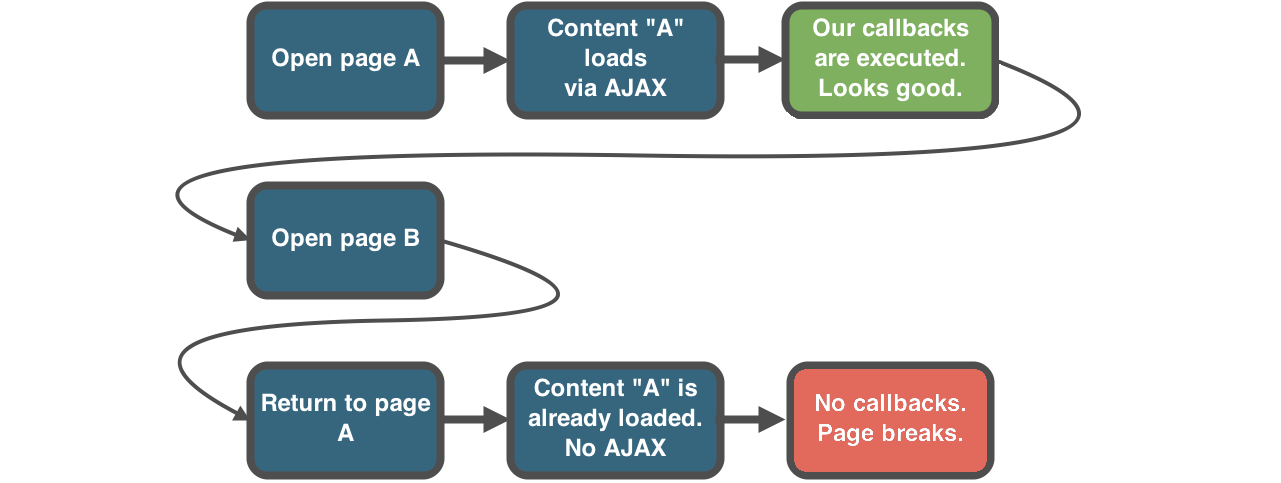 Open page A
Content "A"
loads
via AJAX
Our callbacks
are executed.
Looks good.
Open page B
Return to page
A
Content "A" is
already loaded.
No AJAX
No callbacks.
Page breaks.